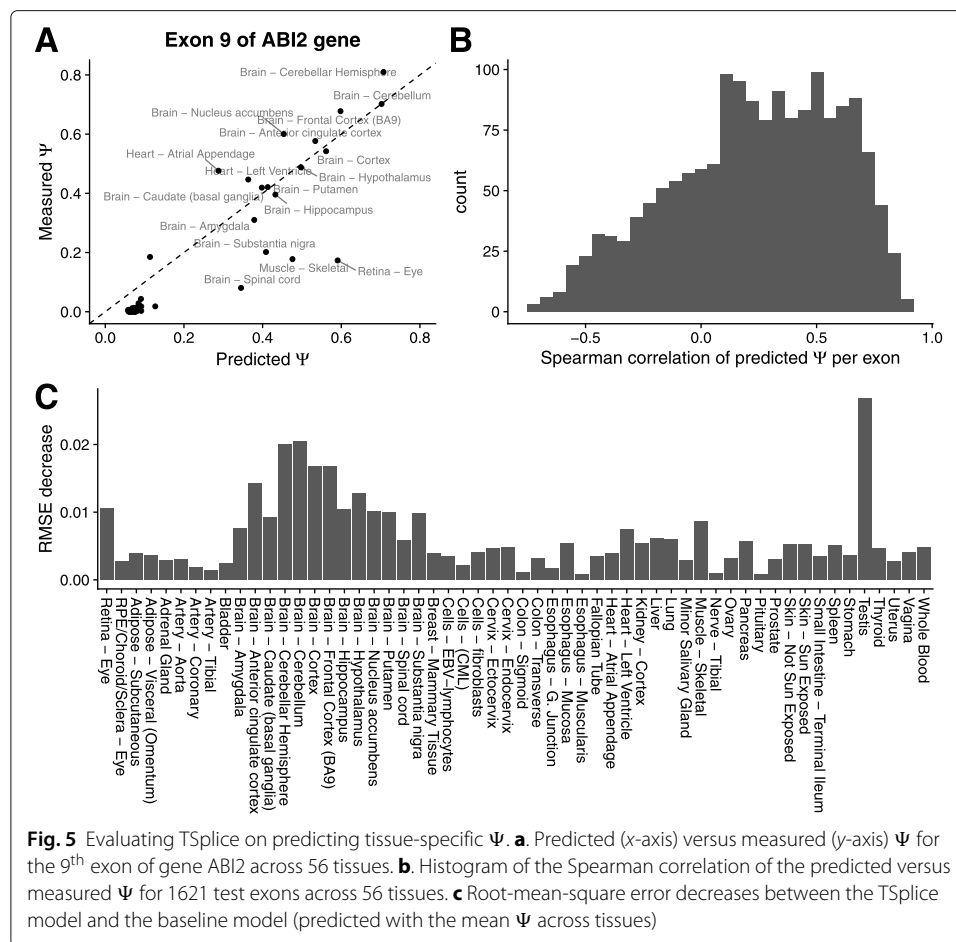 A
Exon 9 of ABI2 gene
Measured Ψ
0.8
0.6
0.4
0.2
0.0
Brain – Cerebellar Hemisphere
Brain – Cerebellum
Brain – Nucleus accumbens
Brain – Frontal Cortex (BA9)
Brain – Anterior cingulate cortex
Heart – Atrial Appendage
Brain – Cortex
Heart – Left Ventricle
Brain – Hypothalamus
Brain – Putamen
Brain – Caudate (basal ganglia)
Brain – Hippocampus
Brain – Amygdala
Brain – Substantia nigra
Muscle – Skeletal
Retina – Eye
Brain – Spinal cord
0.0 0.2 0.4 0.6 0.8
Predicted Ψ
B
count
100
75
50
25
0
−0.5 0.0 0.5 1.0
Spearman correlation of predicted Ψ per exon
C
RMSE decrease
0.02
0.01
0.00
Retina – Eye
RPE/Choroid/Sclera – Eye
Adipose – Subcutaneous
Adipose – Visceral (Omentum)
Adrenal Gland
Artery – Aorta
Artery – Coronary
Artery – Tibial
Bladder
Brain – Amygdala
Brain – Anterior cingulate cortex
Brain – Caudate (basal ganglia)
Brain – Cerebellar Hemisphere
Brain – Cerebellum
Brain – Cortex
Brain – Frontal Cortex (BA9)
Brain – Hippocampus
Brain – Hypothalamus
Brain – Nucleus accumbens
Brain – Putamen
Brain – Spinal cord
Brain – Substantia nigra
Breast – Mammary Tissue
Cells – EBV−lymphocytes
Cells – (CML)
Cells – fibroblasts
Cervix – Ectocervix
Cervix – Endocervix
Colon – Sigmoid
Colon – Transverse
Esophagus – G. Junction
Esophagus – Mucosa
Esophagus – Muscularis
Fallopian Tube
Heart – Atrial Appendage
Heart – Left Ventricle
Kidney – Cortex
Liver
Lung
Minor Salivary Gland
Muscle – Skeletal
Nerve – Tibial
Ovary
Pancreas
Pituitary
Prostate
Skin – Not Sun Exposed
Skin – Sun Exposed
Small Intestine – Terminal Ileum
Spleen
Stomach
Testis
Thyroid
Uterus
Vagina
Whole Blood
Fig. 5 Evaluating TSplice on predicting tissue-specific Ψ. a. Predicted (x-axis) versus measured (y-axis) Ψ for
the 9th exon of gene ABI2 across 56 tissues. b. Histogram of the Spearman correlation of the predicted versus
measured Ψ for 1621 test exons across 56 tissues. c Root-mean-square error decreases between the TSplice
model and the baseline model (predicted with the mean Ψ across tissues)